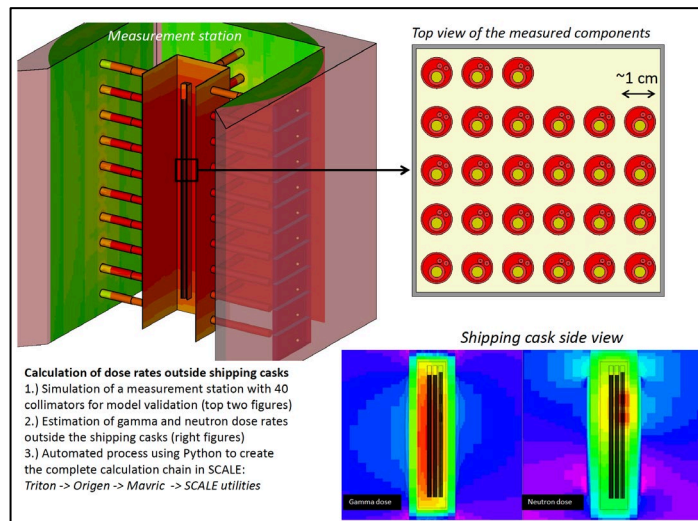 Measurement station
Top view of the measured components
~1 cm
Shipping cask side view
Calculation of dose rates outside shipping casks
1.) Simulation of a measurement station with 40
collimators for model validation (top two figures)
2.) Estimation of gamma and neutron dose rates
outside the shipping casks (right figures)
3.) Automated process using Python to create
the complete calculation chain in SCALE:
Triton -> Origen -> Mavric -> SCALE utilities
Gamma dose
Neutron dose